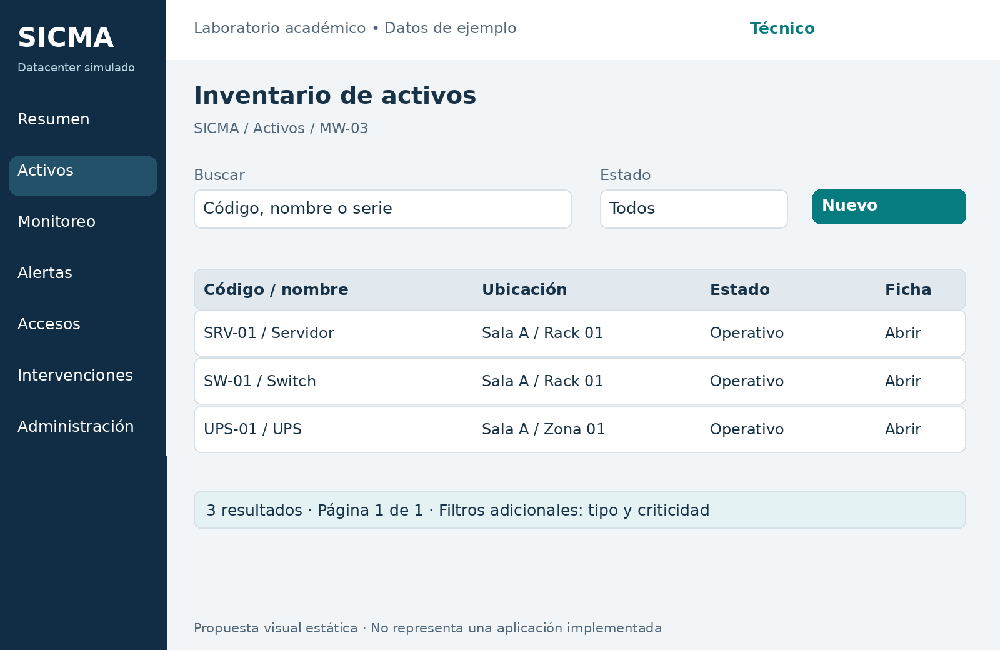 SICMA
Datacenter simulado
Resumen
Activos
Monitoreo
Alertas
Accesos
Intervenciones
Administración
Laboratorio académico • Datos de ejemplo
Técnico
Inventario de activos
SICMA / Activos / MW-03
Buscar
Estado
Código, nombre o serie
Todos
Nuevo
Código / nombre Ubicación Estado Ficha
SRV-01 / Servidor Sala A / Rack 01 Operativo Abrir
SW-01 / Switch Sala A / Rack 01 Operativo Abrir
UPS-01 / UPS Sala A / Zona 01 Operativo Abrir
3 resultados · Página 1 de 1 · Filtros adicionales: tipo y criticidad
Propuesta visual estática · No representa una aplicación implementada